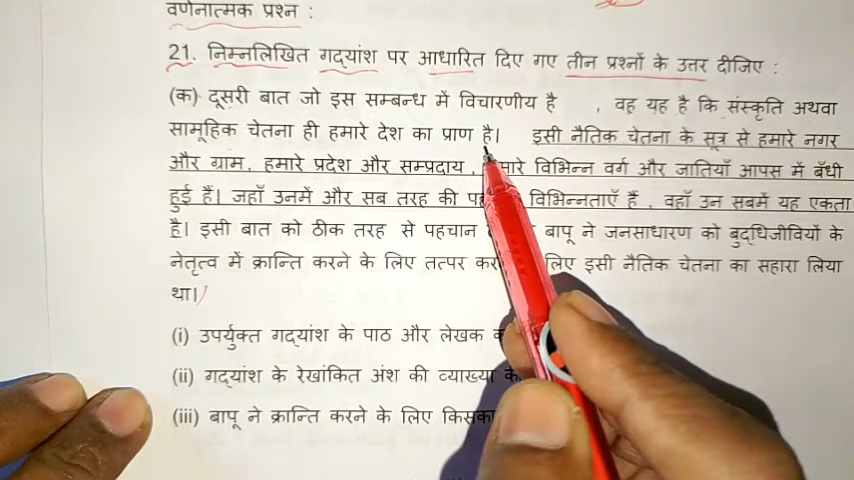 वर्णनात्मक प्रश्न :
21. निम्नलिखित गद्यांश पर आधारित दिए गए तीन प्रश्नों के उत्तर दीजिए :
(क) दूसरी बात जो इस सम्बन्ध में विचारणीय है , वह यह है कि संस्कृति अथवा
सामूहिक चेतना ही हमारे देश का प्राण है। इसी नैतिक चेतना के सूत्र से हमारे नगर
और ग्राम, हमारे प्रदेश और सम्प्रदाय, विभिन्न वर्ग और जातियाँ आपस में बँधी
हुई हैं। जहाँ उनमें और सब तरह की विभिन्नताएँ हैं , वहाँ उन सबमें यह एकता
है। इसी बात को ठीक तरह से पहचान बापू ने जनसाधारण को बुद्धिजीवियों के
नेतृत्व में क्रान्ति करने के लिए तत्पर लिए इसी नैतिक चेतना का सहारा लिया
था।
(i) उपर्युक्त गद्यांश के पाठ और लेखक
(ii) गद्यांश के रेखांकित अंश की व्याख्या
(iii) बापू ने क्रान्ति करने के लिए